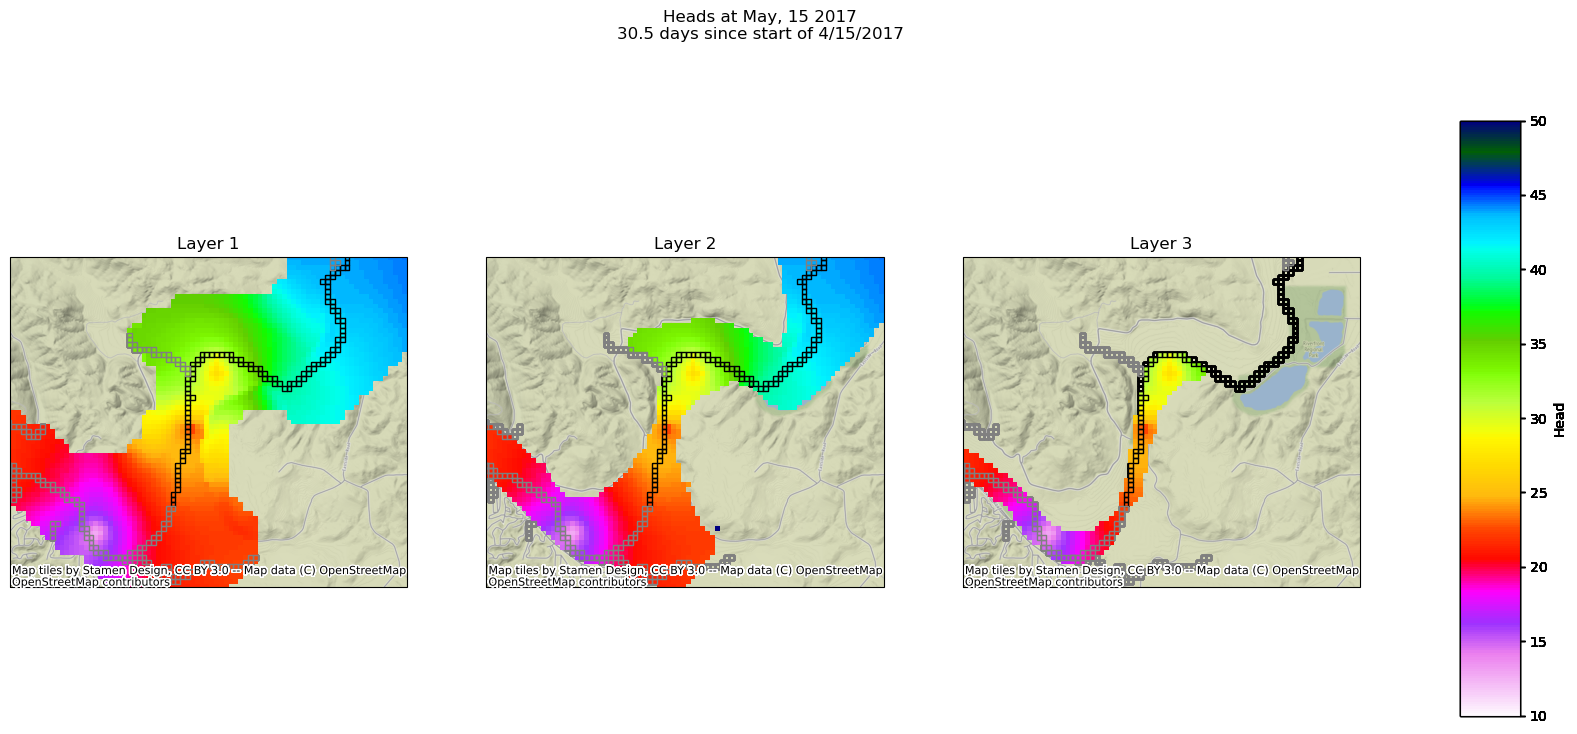 Heads at May, 15 2017
30.5 days since start of 4/15/2017
Layer 1
Layer 2
Layer 3
Map tiles by Stamen Design, CC BY 3.0 -- Map data (C) OpenStreetMap
OpenStreetMap contributors
Map tiles by Stamen Design, CC BY 3.0 -- Map data (C) OpenStreetMap
OpenStreetMap contributors
Map tiles by Stamen Design, CC BY 3.0 -- Map data (C) OpenStreetMap
OpenStreetMap contributors
50
45
40
35
30
25
20
15
10
Head